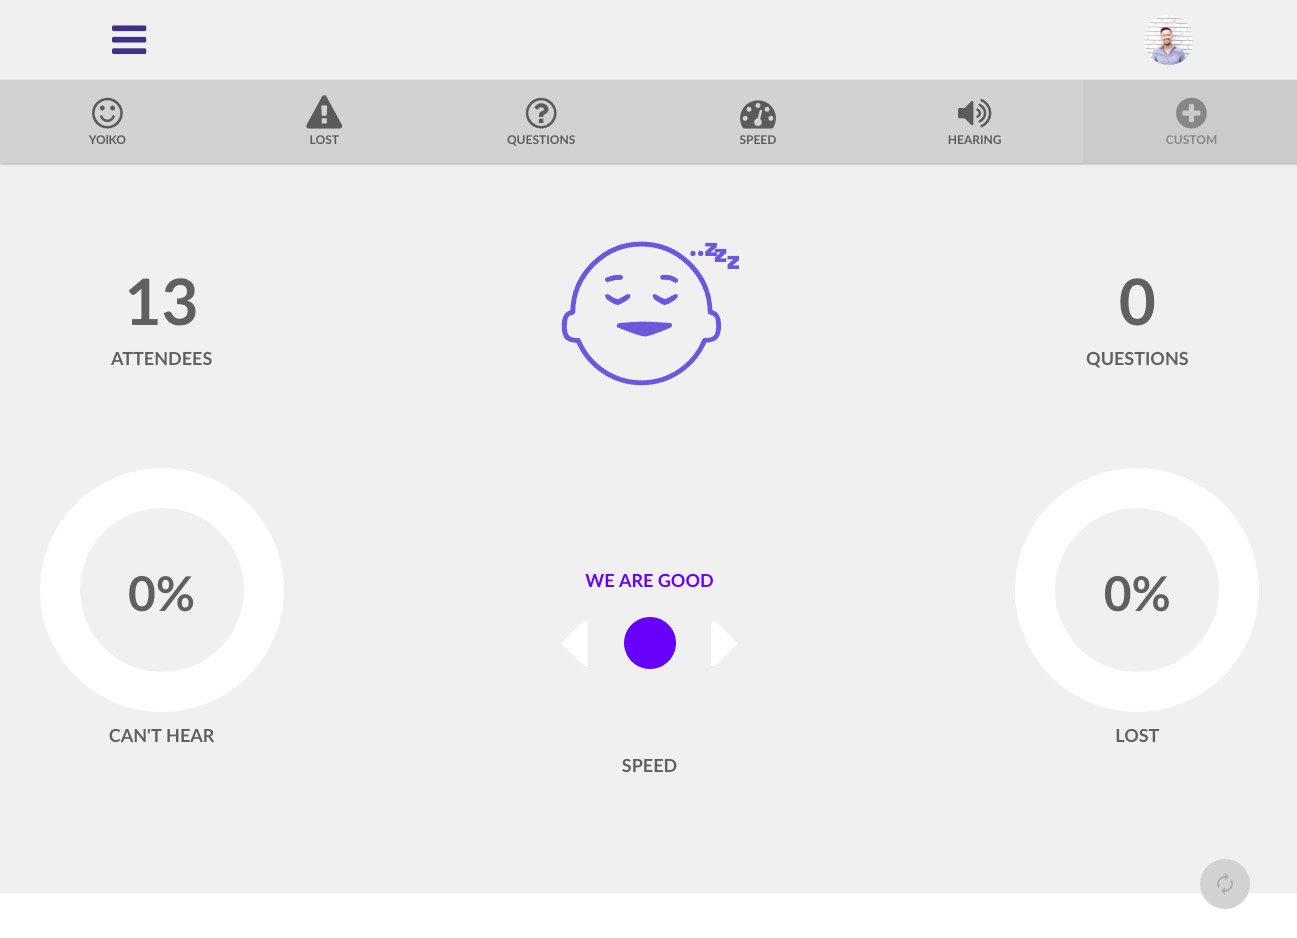 YOIKO
LOST
QUESTIONS
SPEED
HEARING
CUSTOM
..zzz
13
ATTENDEES
0
QUESTIONS
0%
CAN'T HEAR
WE ARE GOOD
SPEED
0%
LOST